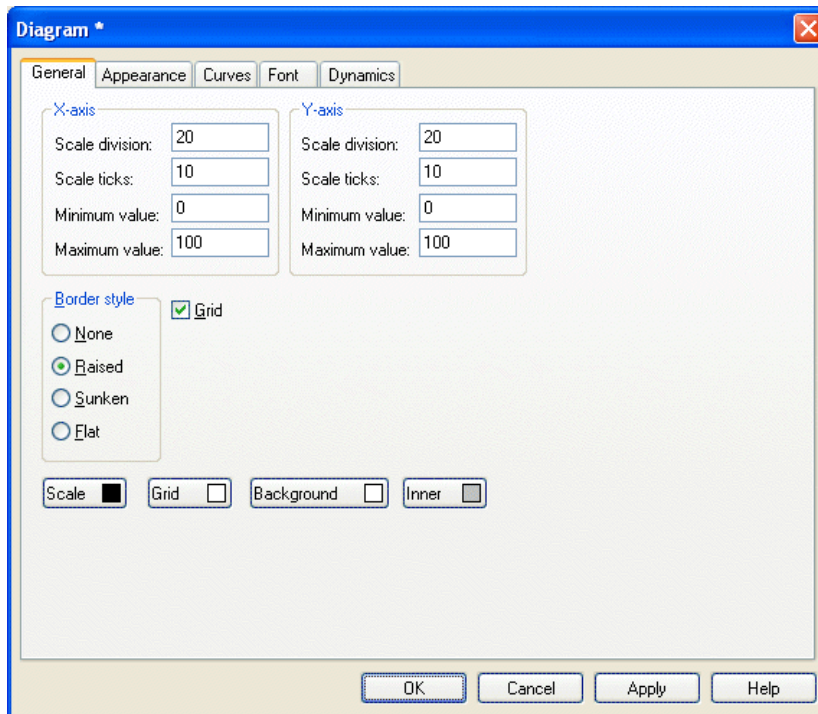 Diagram *
General Appearance Curves Font Dynamics
X-axis Y-axis
Scale division: 20 Scale division: 20
Scale ticks: 10 Scale ticks: 10
Minimum value: 0 Minimum value: 0
Maximum value: 100 Maximum value: 100
Border style
Grid
None
Raised
Sunken
Flat
Scale Grid Background Inner
OK Cancel Apply Help